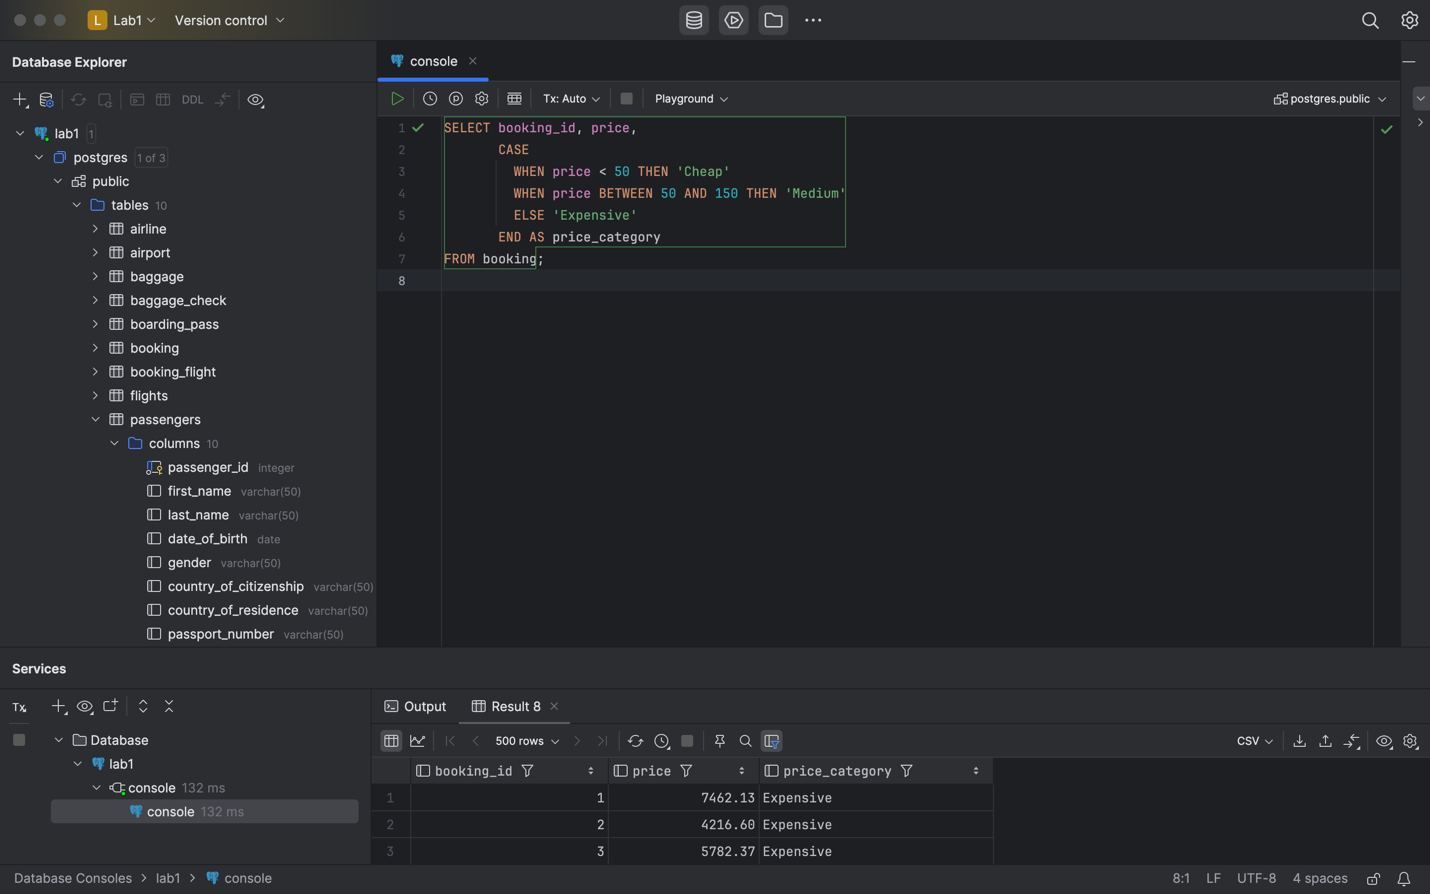 L Lab1 Version control
Database Explorer
console
DDL
Tx: Auto Playground postgres.public
lab1 1
postgres 1 of 3
public
tables 10
airline
airport
baggage
baggage_check
boarding_pass
booking
booking_flight
flights
passengers
columns 10
passenger_id integer
first_name varchar(50)
last_name varchar(50)
date_of_birth date
gender varchar(50)
country_of_citizenship varchar(50)
country_of_residence varchar(50)
passport_number varchar(50)
1 SELECT booking_id, price,
2 CASE
3 WHEN price < 50 THEN 'Cheap'
4 WHEN price BETWEEN 50 AND 150 THEN 'Medium'
5 ELSE 'Expensive'
6 END AS price_category
7 FROM booking;
8
Services
Tx
Database
lab1
console 132 ms
console 132 ms
Output Result 8
500 rows CSV
booking_id price price_category
1 1 7462.13 Expensive
2 2 4216.60 Expensive
3 3 5782.37 Expensive
Database Consoles > lab1 > console 8:1 LF UTF-8 4 spaces